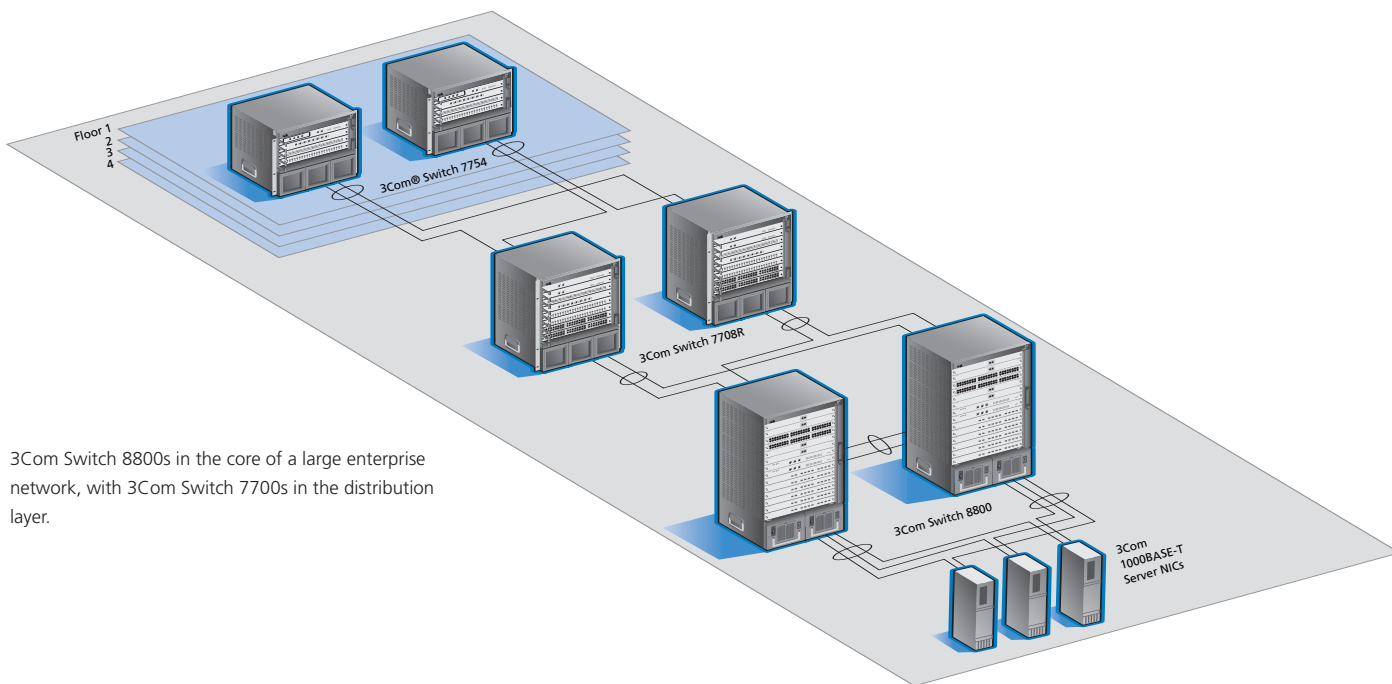 Floor 1
2
3
4
3Com® Switch 7754
3Com Switch 7708R
3Com Switch 8800
3Com
1000BASE-T
Server NICs
3Com Switch 8800s in the core of a large enterprise
network, with 3Com Switch 7700s in the distribution
layer.